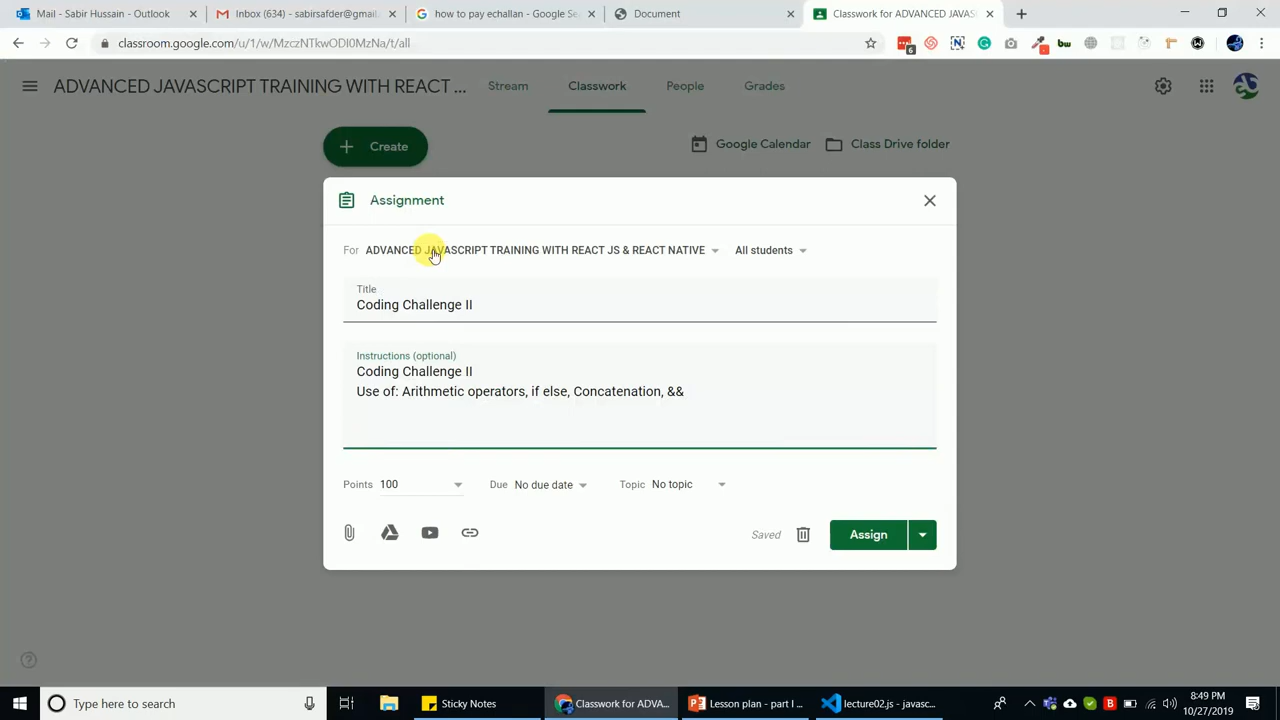 Mail - Sabir Hussain - Outlook
Inbox (634) - sabirsafder@gmail.
how to pay echallan - Google Se
Document
Classwork for ADVANCED JAVAS
classroom.google.com/u/1/w/MzczNTkwODI0MzNa/t/all
6
bw
ADVANCED JAVASCRIPT TRAINING WITH REACT ...
Stream
Classwork
People
Grades
Create
Google Calendar
Class Drive folder
Assignment
For ADVANCED JAVASCRIPT TRAINING WITH REACT JS & REACT NATIVE
All students
Title
Coding Challenge II
Instructions (optional)
Coding Challenge II
Use of: Arithmetic operators, if else, Concatenation, &&
Points 100
Due No due date
Topic No topic
Saved
Assign
Type here to search
Sticky Notes
Classwork for ADVA...
Lesson plan - part I ...
lecture02.js - javasc...
8:49 PM
10/27/2019